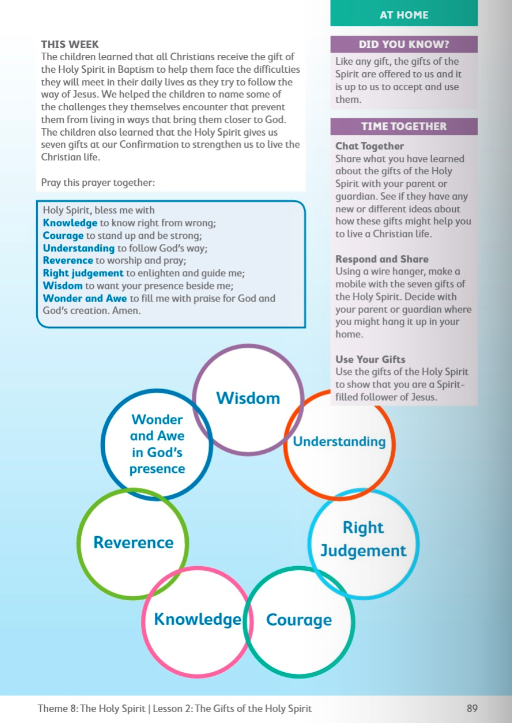 AT HOME
THIS WEEK
The children learned that all Christians receive the gift of
the Holy Spirit in Baptism to help them face the difficulties
they will meet in their daily lives as they try to follow the
way of Jesus. We helped the children to name some of
the challenges they themselves encounter that prevent
them from living in ways that bring them closer to God.
The children also learned that the Holy Spirit gives us
seven gifts at our Confirmation to strengthen us to live the
Christian life.
Pray this prayer together:
Holy Spirit, bless me with
Knowledge to know right from wrong;
Courage to stand up and be strong;
Understanding to follow God's way;
Reverence to worship and pray;
Right judgement to enlighten and guide me;
Wisdom to want your presence beside me;
Wonder and Awe to fill me with praise for God and
God's creation. Amen.
DID YOU KNOW?
Like any gift, the gifts of the
Spirit are offered to us and it
is up to us to accept and use
them.
TIME TOGETHER
Chat Together
Share what you have learned
about the gifts of the Holy
Spirit with your parent or
guardian. See if they have any
new or different ideas about
how these gifts might help you
to live a Christian life.
Respond and Share
Using a wire hanger, make a
mobile with the seven gifts of
the Holy Spirit. Decide with
your parent or guardian where
you might hang it up in your
home.
Use Your Gifts
Use the gifts of the Holy Spirit
to show that you are a Spirit-
filled follower of Jesus.
Wisdom
Understanding
Right
Judgement
Courage
Knowledge
Reverence
Wonder
and Awe
in God's
presence
Theme 8: The Holy Spirit | Lesson 2: The Gifts of the Holy Spirit
89